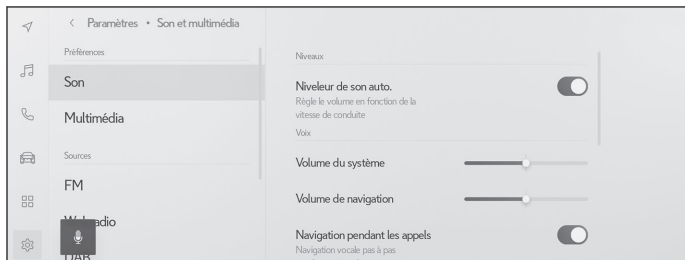 Paramètres • Son et multimédia
Préférences
Son
Multimédia
Sources
FM
DAB
Niveaux
Niveleur de son auto.
Règle le volume en fonction de la
vitesse de conduite
Voix
Volume du système
Volume de navigation
Navigation pendant les appels
Navigation vocale pas à pas